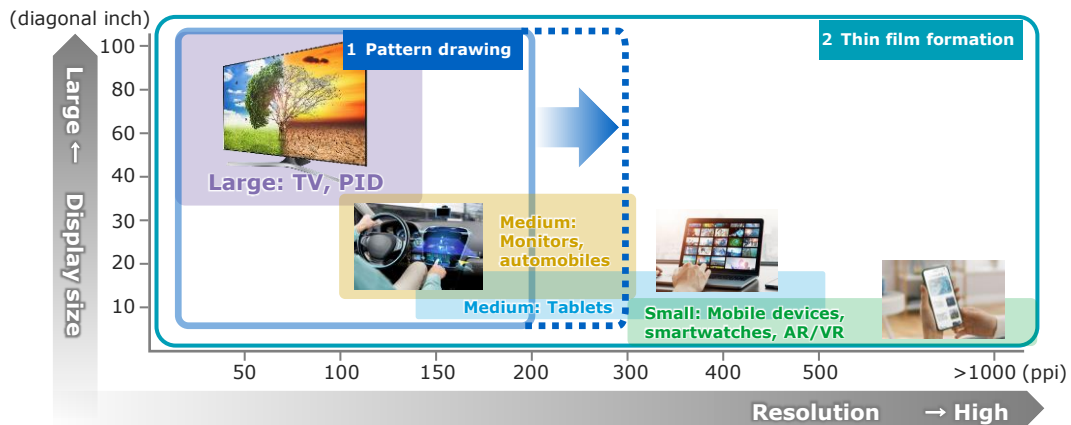 (diagonal inch)
100
80
60
40
30
20
10
Large ←
Display size
1 Pattern drawing
2 Thin film formation
Large: TV, PID
Medium:
Monitors,
automobiles
Medium: Tablets
Small: Mobile devices,
smartwatches, AR/VR
50
100
150
200
300
400
500
>1000 (ppi)
Resolution → High